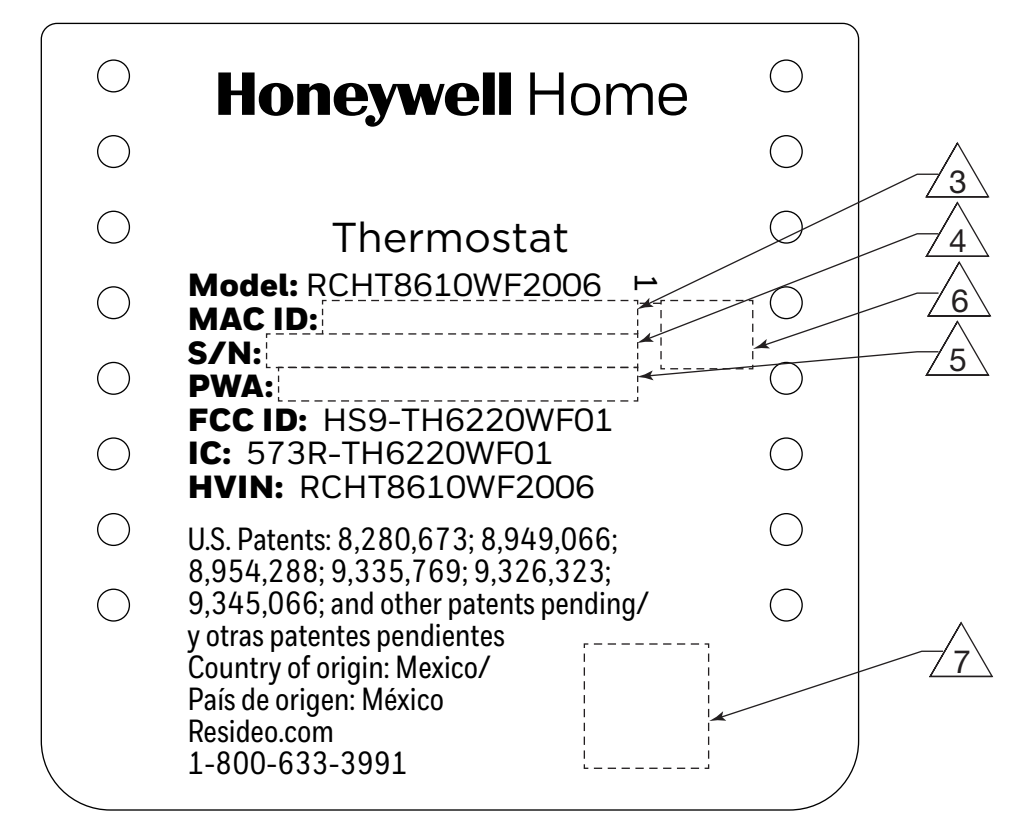 Honeywell Home
Thermostat
Model: RCHT8610WF2006 1
MAC ID:
S/N:
PWA:
FCC ID: HS9-TH6220WF01
IC: 573R-TH6220WF01
HVIN: RCHT8610WF2006
U.S. Patents: 8,280,673; 8,949,066;
8,954,288; 9,335,769; 9,326,323;
9,345,066; and other patents pending/
y otras patentes pendientes
Country of origin: Mexico/
País de origen: México
Resideo.com
1-800-633-3991
3
4
6
5
7